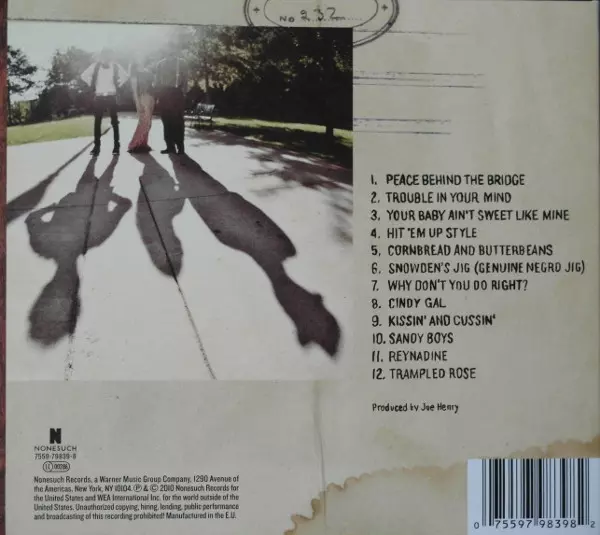 No 2.3.2
1. PEACE BEHIND THE BRIDGE
2. TROUBLE IN YOUR MIND
3. YOUR BABY AIN'T SWEET LIKE MINE
4. HIT 'EM UP STYLE
5. CORNBREAD AND BUTTERBEANS
6. SNOWDEN'S JIG (GENUINE NEGRO JIG)
7. WHY DON'T YOU DO RIGHT?
8. CINDY GAL
9. KISSIN' AND CUSSIN'
10. SANDY BOYS
11. REYNADINE
12. TRAMPLED ROSE
Produced by Joe Henry
N
NONESUCH
7559-79839-8
LC 00286
Nonesuch Records, a Warner Music Group Company, 1290 Avenue of
the Americas, New York, NY 10104. ℗ & © 2010 Nonesuch Records for
the United States and WEA International Inc. for the world outside of the
United States. Unauthorized copying, hiring, lending, public performance
and broadcasting of this recording prohibited! Manufactured in the E.U.
0 75597 98398 2